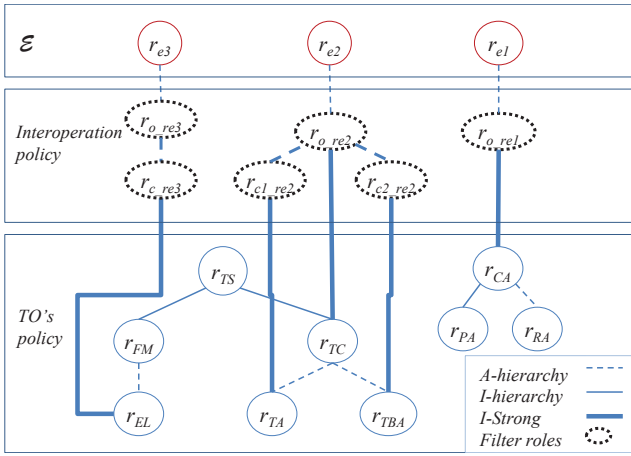 ℰ r_e3 r_e2 r_e1
r_o_re3 r_o_re2 r_o_re1
Interoperation
policy
r_c_re3 r_c1_re2 r_c2_re2
r_TS r_CA
TO's
policy
r_FM r_TC r_PA r_RA
r_EL r_TA r_TBA
A-hierarchy
I-hierarchy
I-Strong
Filter roles